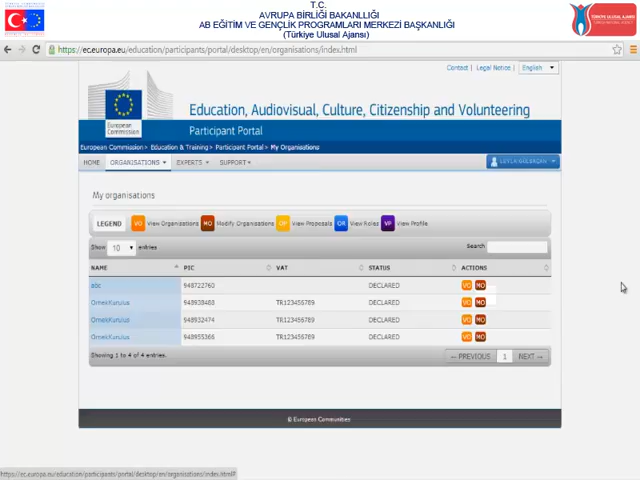 T.C.
AVRUPA BİRLİĞİ BAKANLIĞI
AB EĞİTİM VE GENÇLİK PROGRAMLARI MERKEZİ BAŞKANLIĞI
(Türkiye Ulusal Ajansı)
https://ec.europa.eu/education/participants/portal/desktop/en/organisations/index.html
Contact | Legal Notice | English
Education, Audiovisual, Culture, Citizenship and Volunteering
European Commission
Participant Portal
European Commission> Education & Training> Participant Portal> My Organisations
HOME ORGANISATIONS EXPERTS SUPPORT
My organisations
LEGEND VO View Organisations MO Modify Organisations OP View Proposals OR View Roles VP View Profile
Show 10 entries Search
NAME PIC VAT STATUS ACTIONS
abc 948722760 DECLARED VO MO
OrnekKurulus 948938488 TR123456789 DECLARED VO MO
OrnekKurulus 948932474 TR123456789 DECLARED VO MO
OrnekKurulus 948955366 TR123456789 DECLARED VO MO
Showing 1 to 4 of 4 entries. ← PREVIOUS 1 NEXT →
© European Communities
https://ec.europa.eu/education/participants/portal/desktop/en/organisations/index.html#